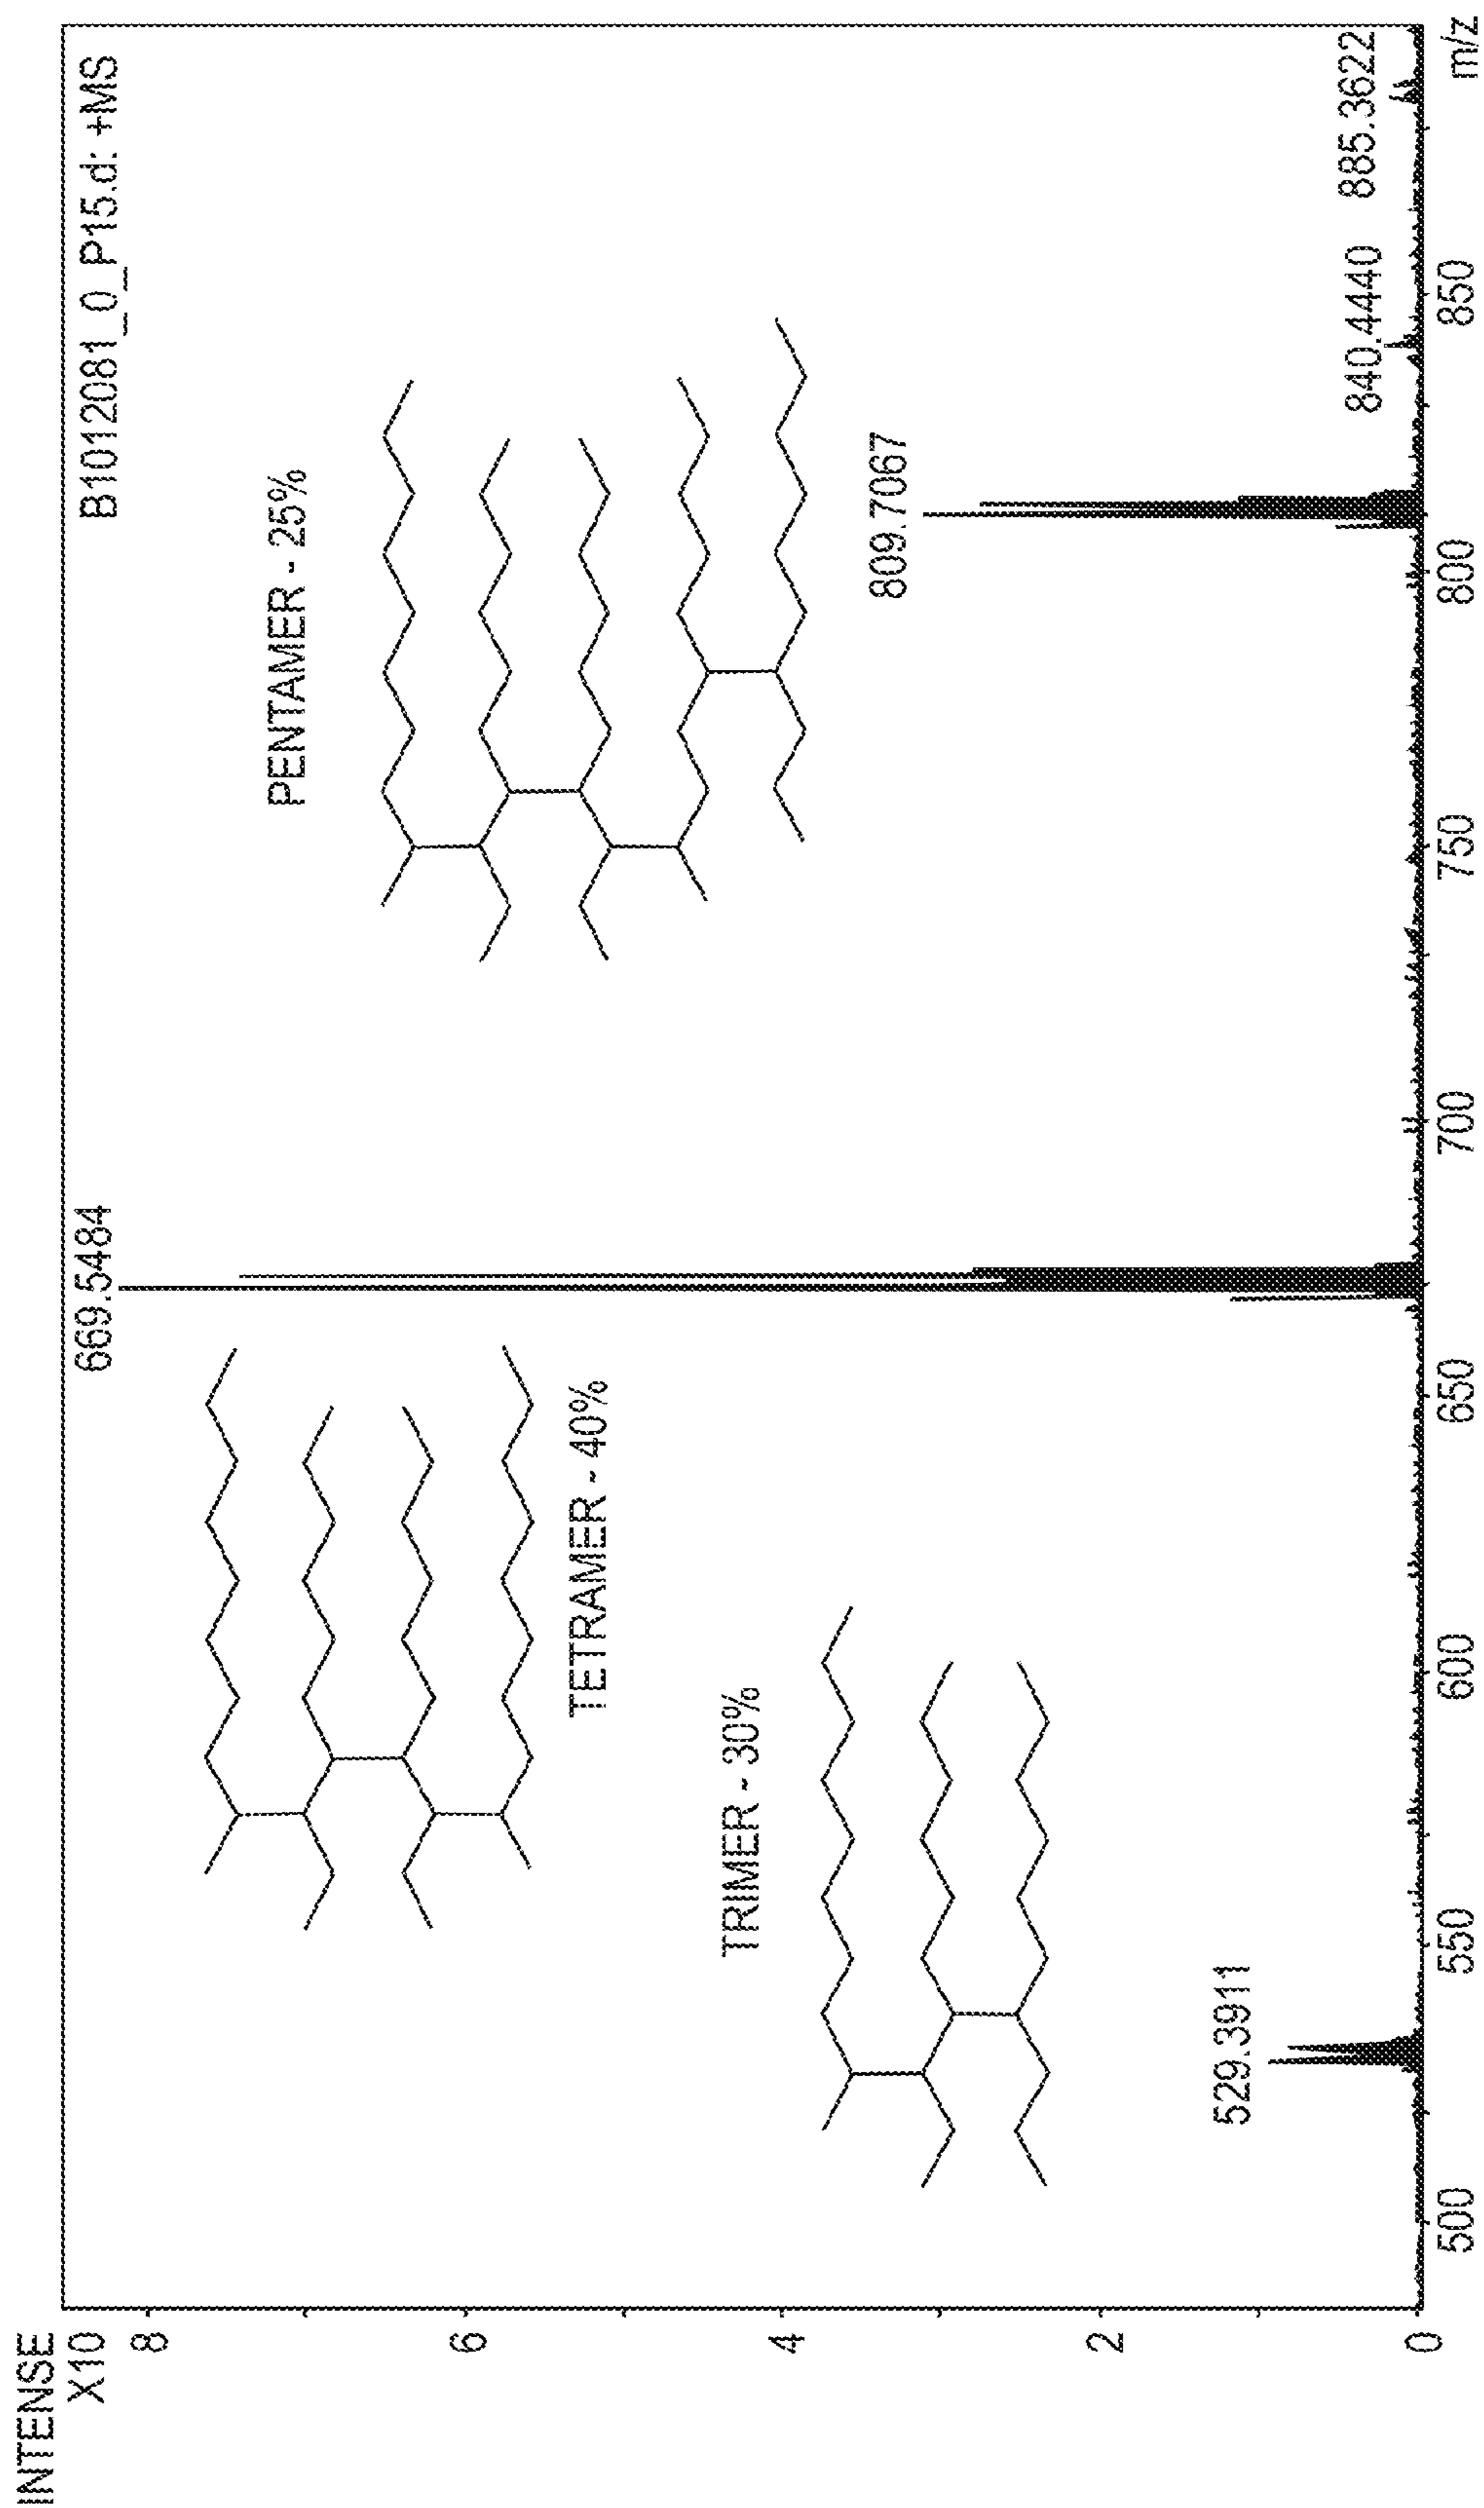 INTENSE
X10
8
6
4
2
0
B1012081_0_P15.d: +MS
669.5484
PENTAMER - 25%
TETRAMER - 40%
TRIMER - 30%
529.3911
809.7067
840.4440
885.3622
500
550
600
650
700
750
800
850
m/z